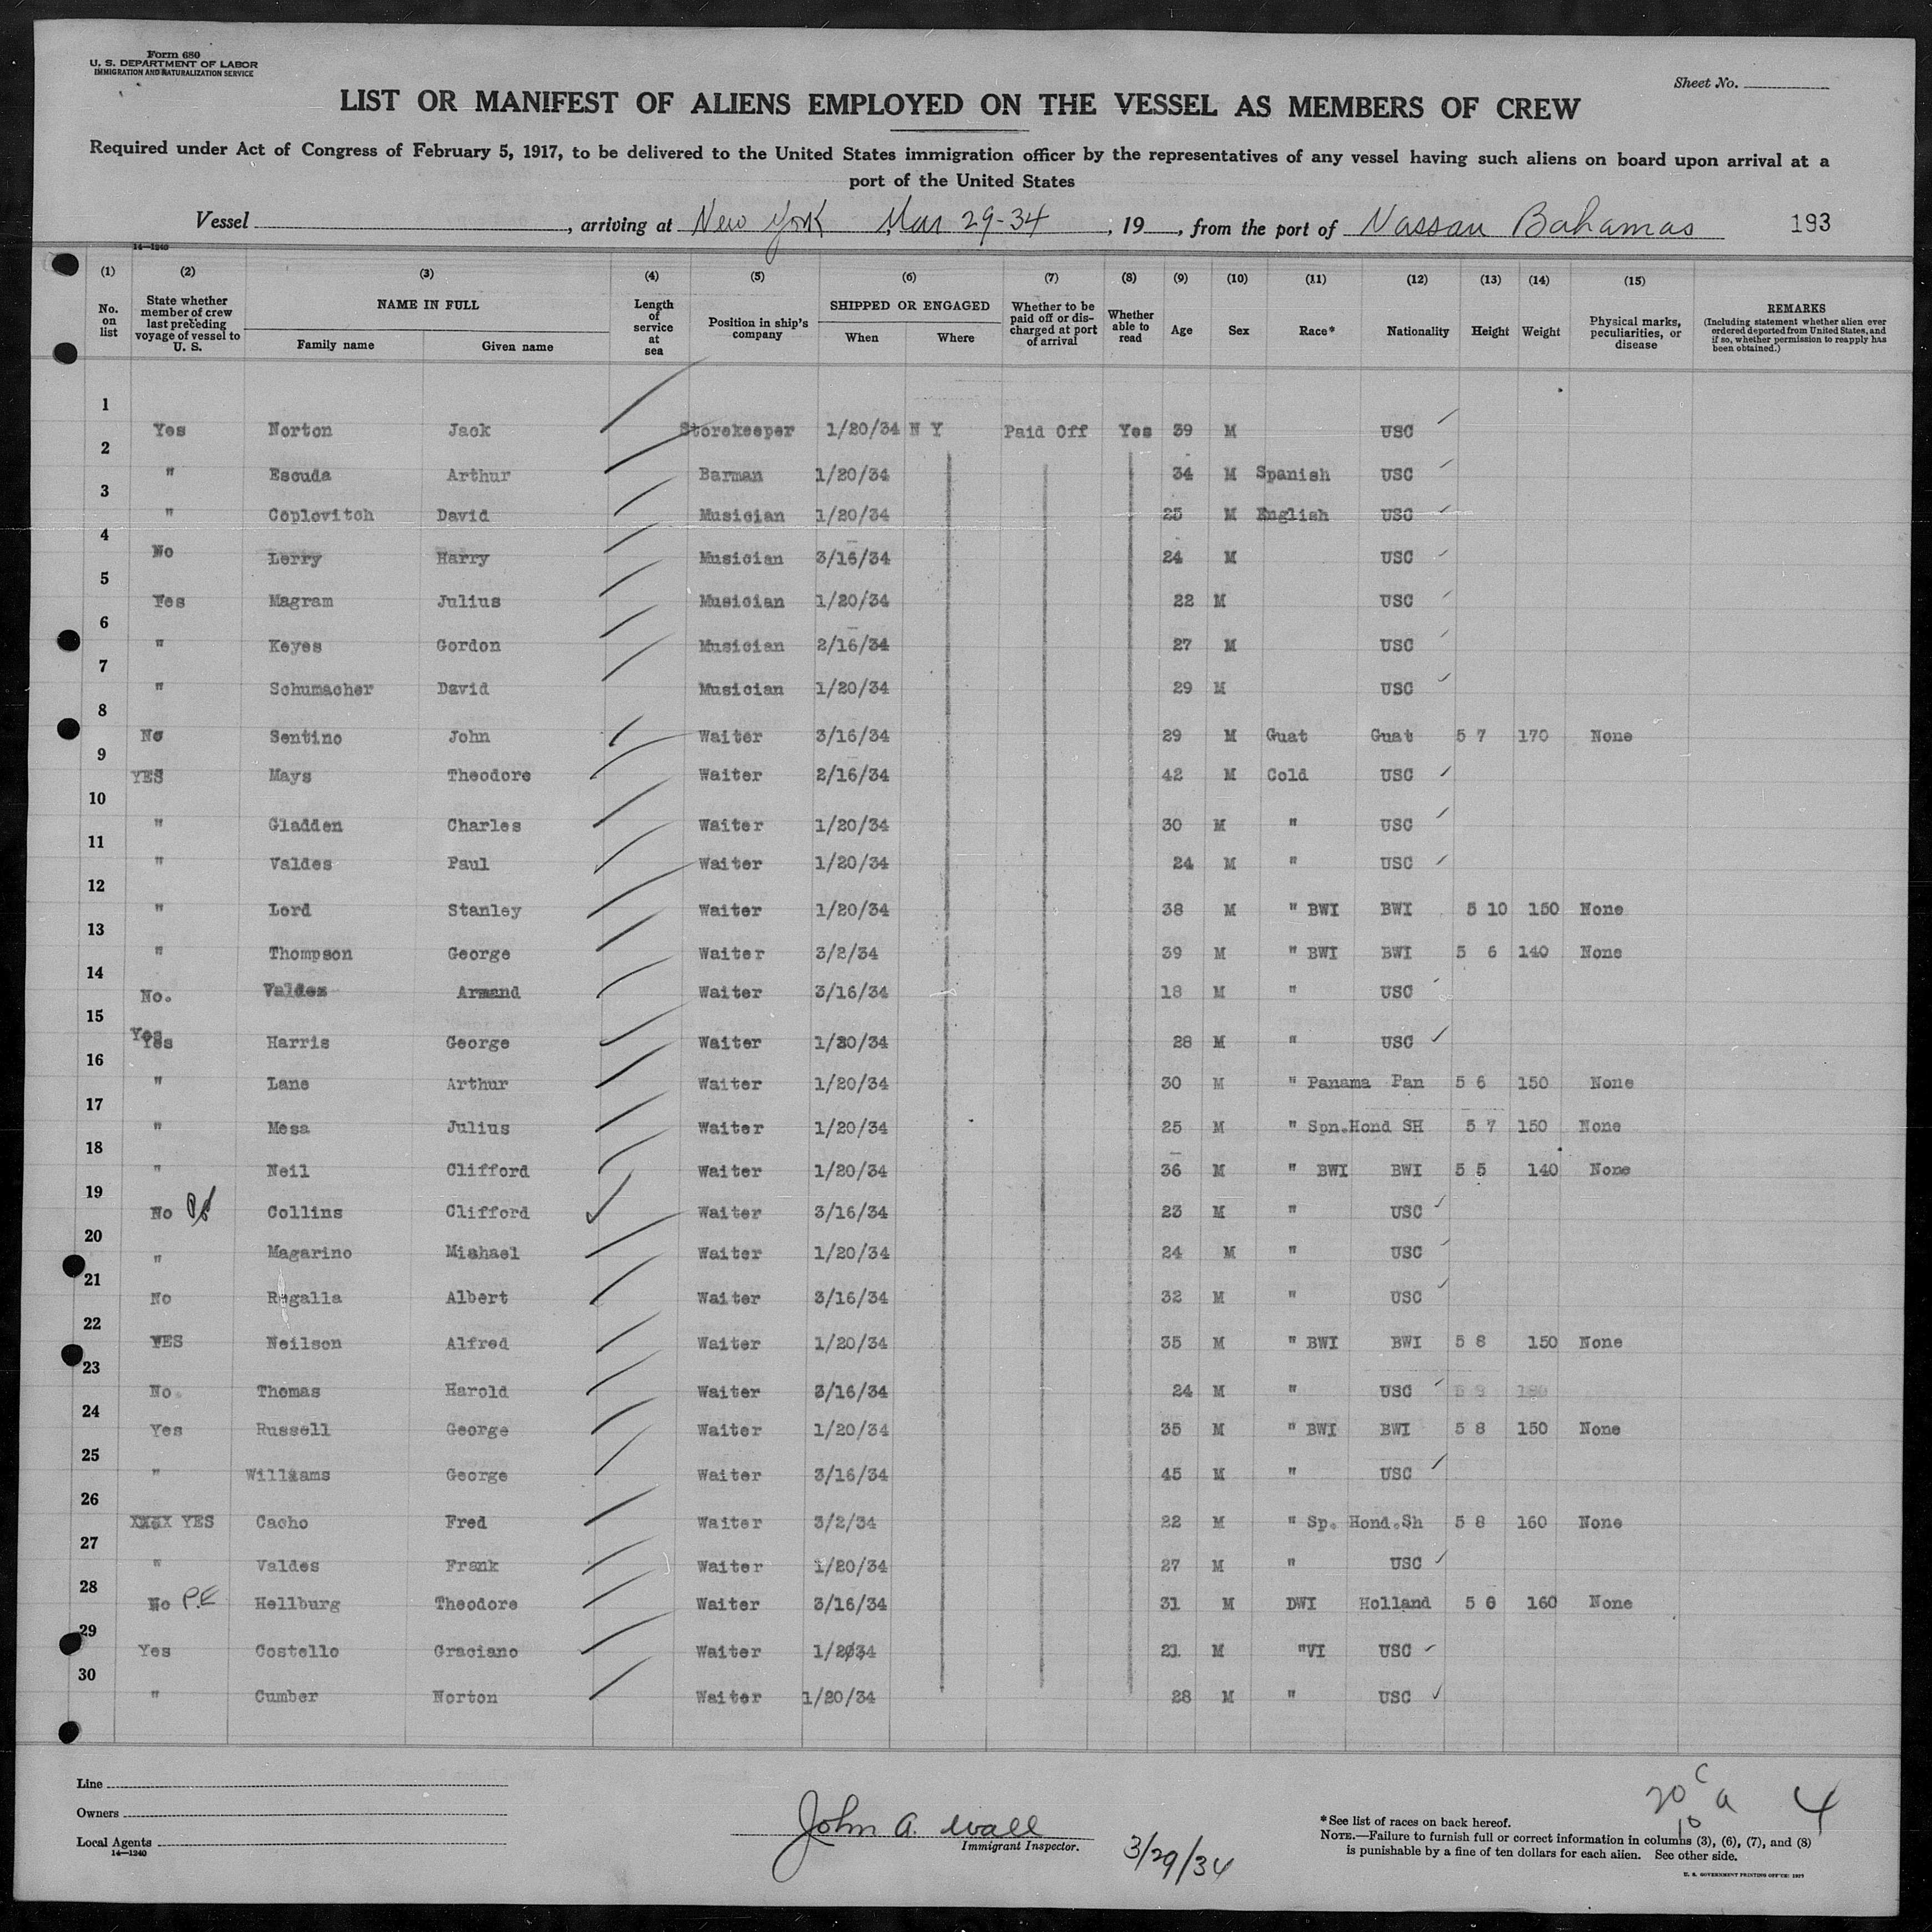 Form 680
U. S. DEPARTMENT OF LABOR
IMMIGRATION AND NATURALIZATION SERVICE
Sheet No.
LIST OR MANIFEST OF ALIENS EMPLOYED ON THE VESSEL AS MEMBERS OF CREW
Required under Act of Congress of February 5, 1917, to be delivered to the United States immigration officer by the representatives of any vessel having such aliens on board upon arrival at a
port of the United States
Vessel , arriving at New York Mar 29-34 , 19 , from the port of Nassau Bahamas 193
14—1240
(1) (2) (3) (4) (5) (6) (7) (8) (9) (10) (11) (12) (13) (14) (15)
No. on list State whether member of crew last preceding voyage of vessel to U. S. NAME IN FULL Family name Given name Length of service at sea Position in ship's company SHIPPED OR ENGAGED When Where Whether to be paid off or discharged at port of arrival Whether able to read Age Sex Race* Nationality Height Weight Physical marks, peculiarities, or disease REMARKS (Including statement whether alien ever ordered deported from United States, and if so, whether permission to reapply has been obtained.)
1 Yes Norton Jack Storekeeper 1/20/34 N Y Paid Off Yes 39 M USC
2 " Escuda Arthur Barman 1/20/34 34 M Spanish USC
3 " Coplovitch David Musician 1/20/34 25 M English USC
4 No Lerry Harry Musician 3/16/34 24 M USC
5 Yes Magram Julius Musician 1/20/34 22 M USC
6 " Keyes Gordon Musician 2/16/34 27 M USC
7 " Schumacher David Musician 1/20/34 29 M USC
8 No Sentino John Waiter 3/16/34 29 M Guat Guat 5 7 170 None
9 YES Mays Theodore Waiter 2/16/34 42 M Cold USC
10 " Gladden Charles Waiter 1/20/34 30 M " USC
11 " Valdes Paul Waiter 1/20/34 24 M " USC
12 " Lord Stanley Waiter 1/20/34 38 M " BWI BWI 5 10 150 None
13 " Thompson George Waiter 3/2/34 39 M " BWI BWI 5 6 140 None
14 No. Valdez Armand Waiter 3/16/34 18 M " USC
15 Yes Yes Harris George Waiter 1/20/34 28 M " USC
16 " Lane Arthur Waiter 1/20/34 30 M " Panama Pan 5 6 150 None
17 " Mesa Julius Waiter 1/20/34 25 M " Spn.Hond SH 5 7 150 None
18 " Neil Clifford Waiter 1/20/34 36 M " BWI BWI 5 5 140 None
19 No Collins Clifford Waiter 3/16/34 23 M " USC
20 " Magarino Mishael Waiter 1/20/34 24 M " USC
21 No Rogalla Albert Waiter 3/16/34 32 M " USC
22 YES Neilson Alfred Waiter 1/20/34 35 M " BWI BWI 5 8 150 None
23 No. Thomas Harold Waiter 3/16/34 24 M " USC
24 Yes Russell George Waiter 1/20/34 35 M " BWI BWI 5 8 150 None
25 " Williams George Waiter 3/16/34 45 M " USC
26 YES Cacho Fred Waiter 3/2/34 22 M " Sp. Hond.Sh 5 8 160 None
27 " Valdes Frank Waiter 1/20/34 27 M " USC
28 No P.E Hellburg Theodore Waiter 3/16/34 31 M DWI Holland 5 6 160 None
29 Yes Costello Graciano Waiter 1/2034 21 M "VI USC
30 " Cumber Norton Waiter 1/20/34 28 M " USC
Line
Owners
Local Agents
14—1240
John A. Wall
Immigrant Inspector.
3/29/34
20 C
10 a
4
*See list of races on back hereof.
NOTE.—Failure to furnish full or correct information in columns (3), (6), (7), and (8)
is punishable by a fine of ten dollars for each alien. See other side.